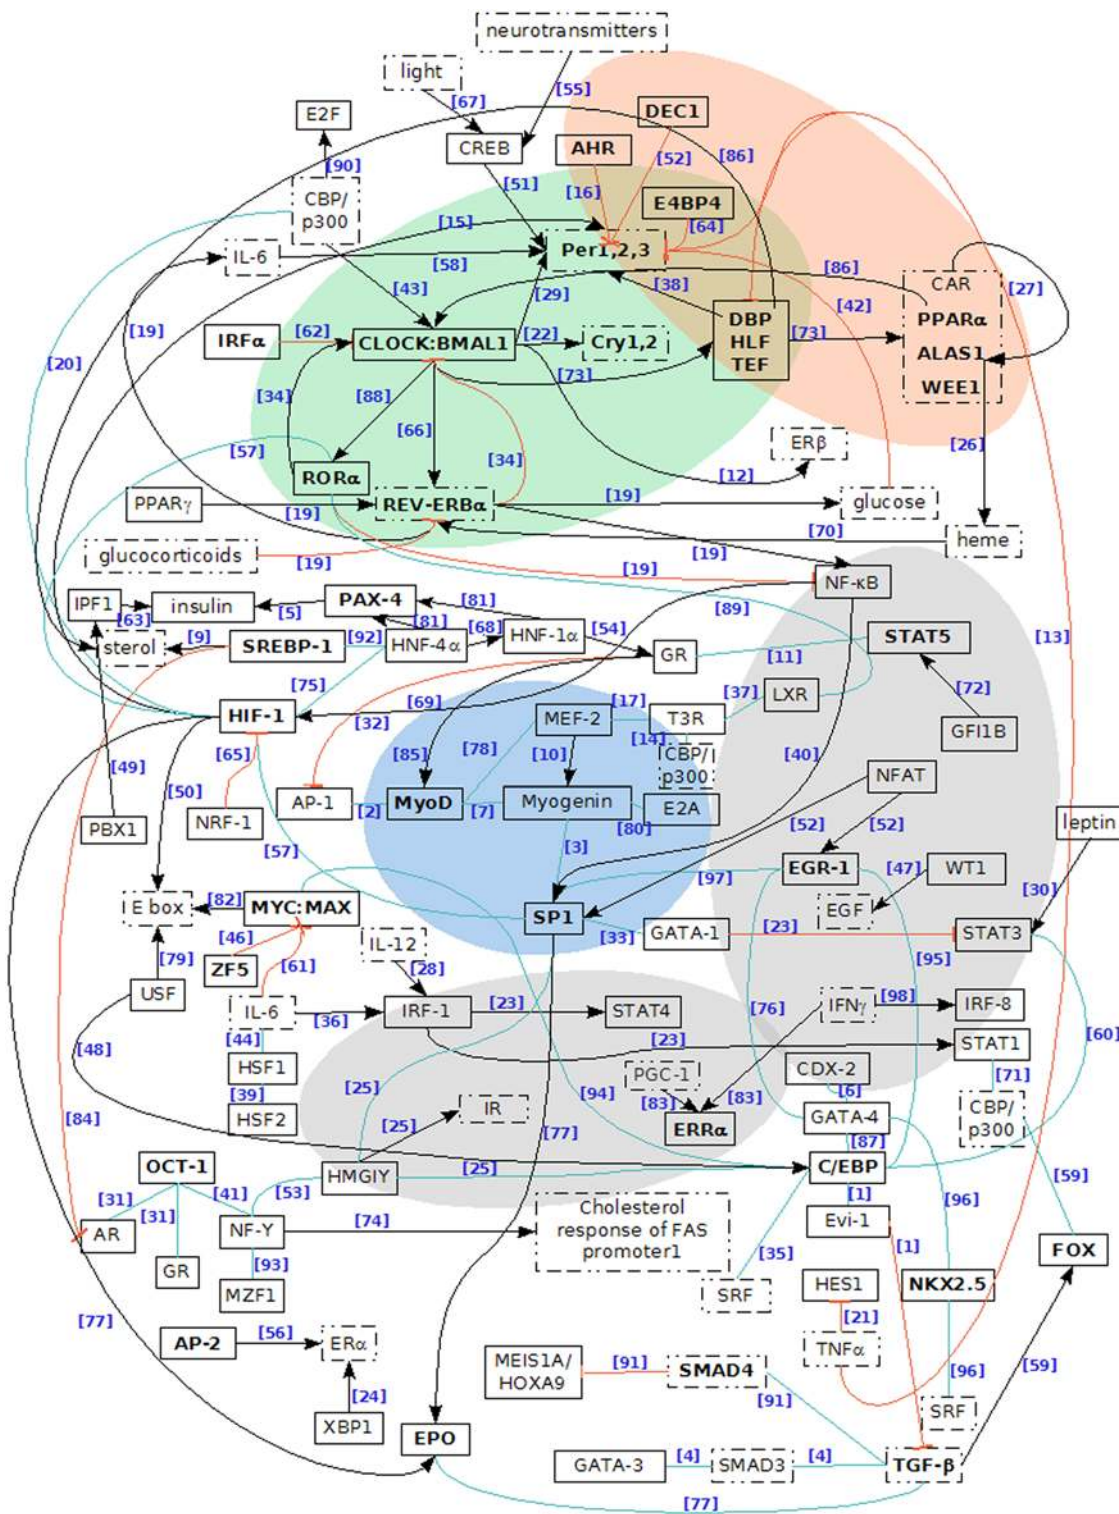 neurotransmitters
light
[67]
[55]
DEC1
E2F
CREB
AHR
[52]
[86]
[90]
CBP/
p300
[51]
[16]
E4BP4
[64]
[15]
IL-6
[58]
Per1,2,3
[86]
CAR
[27]
[43]
[29]
[38]
[42]
PPARα
ALAS1
WEE1
[19]
[20]
IRFα
[62]
CLOCK:BMAL1
[22]
Cry1,2
DBP
HLF
TEF
[73]
[73]
[34]
[88]
[66]
[34]
[57]
[12]
ERβ
[26]
RORα
PPARγ
[19]
REV-ERBα
[19]
glucose
[70]
heme
glucocorticoids
[19]
[19]
[19]
NF-κB
[89]
IPF1
insulin
[5]
PAX-4
[81]
[63]
[81]
[68]
HNF-1α
[54]
sterol
[9]
SREBP-1
[92]
HNF-4α
GR
[11]
STAT5
[13]
[75]
[72]
HIF-1
[69]
[32]
[17]
MEF-2
T3R
[37]
LXR
GFI1B
[65]
[85]
[78]
[10]
[14]
CBP/
p300
[40]
NFAT
[49]
[50]
PBX1
NRF-1
AP-1
[2]
MyoD
[7]
Myogenin
[80]
E2A
leptin
[57]
[3]
[52]
[52]
[97]
EGR-1
[47]
WT1
[30]
E box
[82]
MYC:MAX
EGF
SP1
[33]
GATA-1
[23]
STAT3
[46]
ZF5
[61]
IL-12
[28]
[95]
[79]
USF
IL-6
[36]
IRF-1
[23]
STAT4
[76]
IFNγ
[98]
IRF-8
[60]
[48]
[44]
HSF1
[23]
STAT1
[39]
HSF2
[25]
[94]
PGC-1
[83]
[83]
CDX-2
[6]
[71]
[84]
[25]
IR
[77]
ERRα
GATA-4
[87]
CBP/
p300
OCT-1
HMGIY
[25]
C/EBP
[31]
[41]
[53]
[1]
[96]
[59]
AR
[31]
NF-Y
[74]
Cholesterol
response of FAS
promoter1
Evi-1
[35]
[1]
FOX
GR
[93]
MZF1
SRF
HES1
NKX2.5
[77]
[21]
AP-2
[56]
ERα
TNFα
MEIS1A/
HOXA9
[91]
SMAD4
[59]
[96]
[24]
[91]
SRF
XBP1
EPO
GATA-3
[4]
SMAD3
[4]
TGF-β
[77]